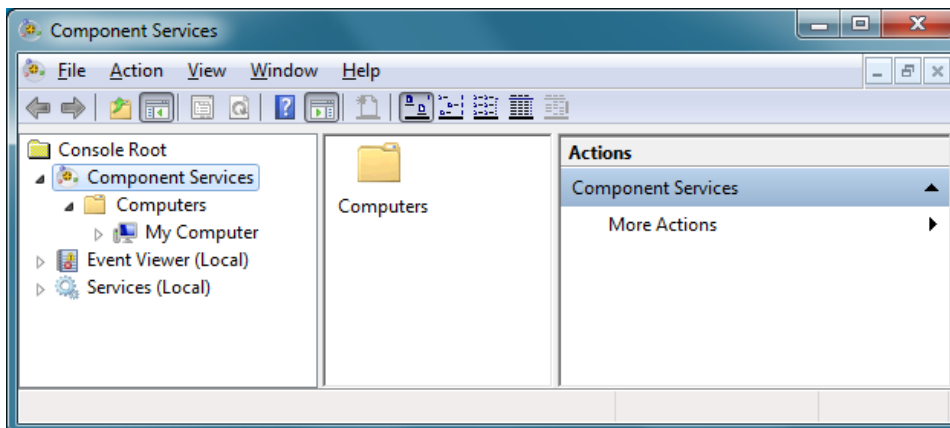 Component Services
File Action View Window Help
Console Root
Component Services
Computers
My Computer
Event Viewer (Local)
Services (Local)
Computers
Actions
Component Services
More Actions